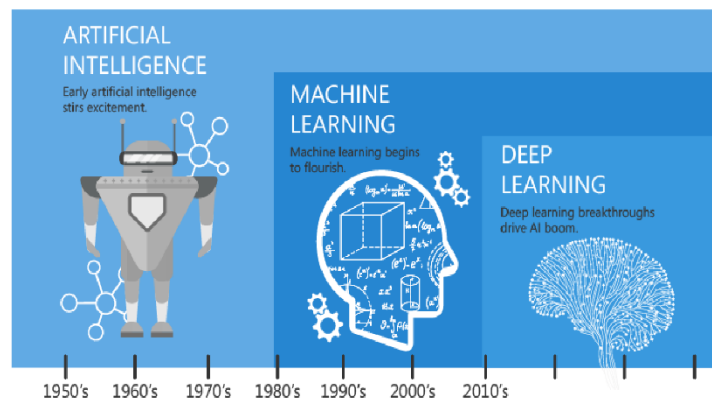 ARTIFICIAL
INTELLIGENCE
Early artificial intelligence
stirs excitement.
MACHINE
LEARNING
Machine learning begins
to flourish.
DEEP
LEARNING
Deep learning breakthroughs
drive AI boom.
1950's 1960's 1970's 1980's 1990's 2000's 2010's